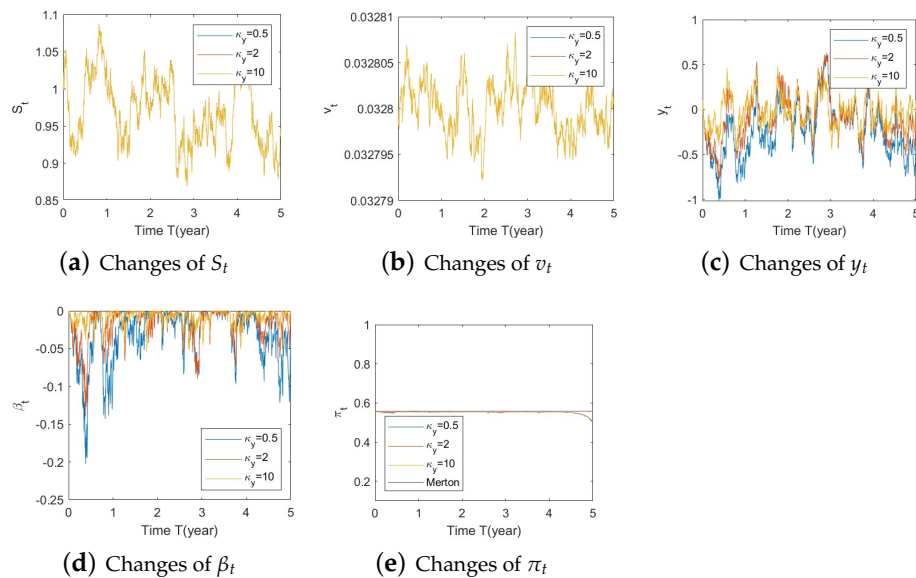 1.1
1.05
1
0.95
0.9
0.85
S_t
κ_y=0.5
κ_y=2
κ_y=10
0 1 2 3 4 5
Time T(year)
(a) Changes of S_t
0.03281
0.032805
0.0328
0.032795
0.03279
v_t
κ_y=0.5
κ_y=2
κ_y=10
0 1 2 3 4 5
Time T(year)
(b) Changes of v_t
1
0.5
0
-0.5
-1
y_t
κ_y=0.5
κ_y=2
κ_y=10
0 1 2 3 4 5
Time T(year)
(c) Changes of y_t
0
-0.05
-0.1
-0.15
-0.2
-0.25
β_t
κ_y=0.5
κ_y=2
κ_y=10
0 1 2 3 4 5
Time T(year)
(d) Changes of β_t
1
0.8
0.6
0.4
0.2
π_t
κ_y=0.5
κ_y=2
κ_y=10
Merton
0 1 2 3 4 5
Time T(year)
(e) Changes of π_t